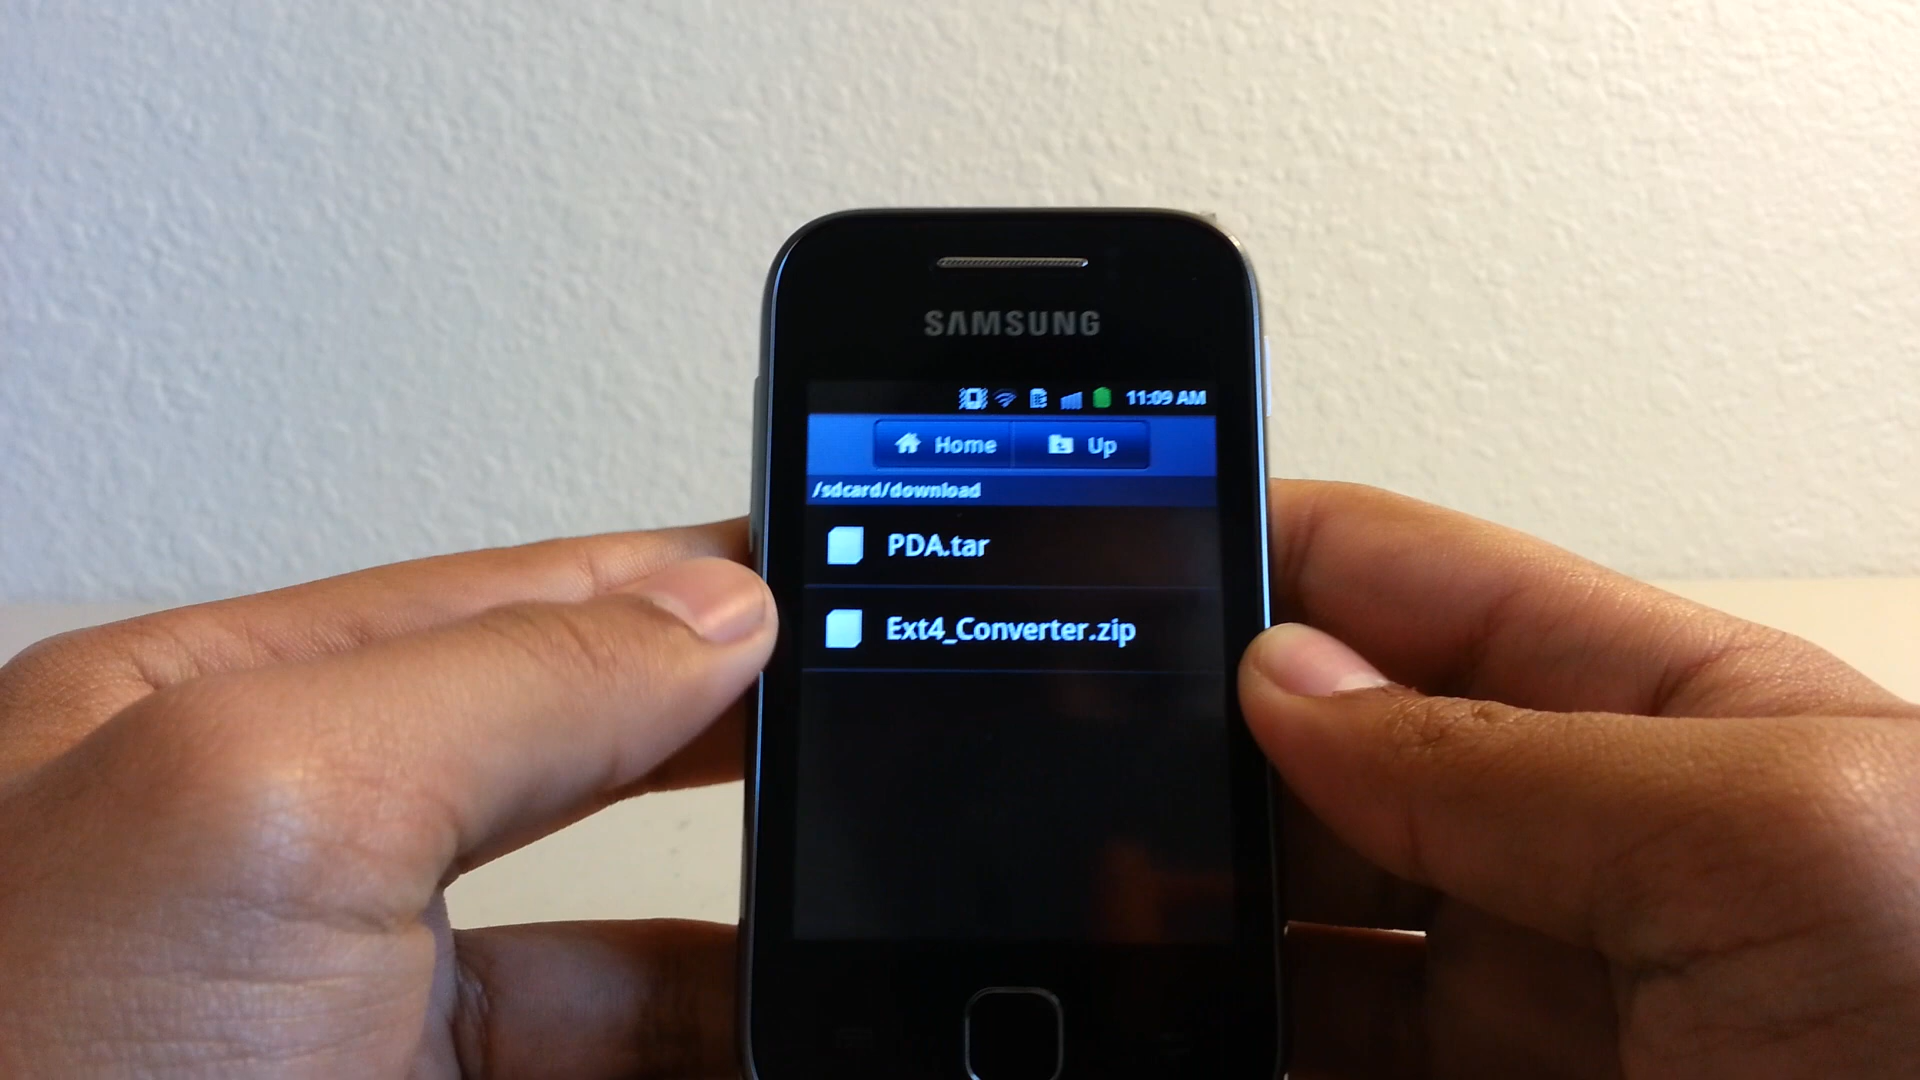 SAMSUNG
11:09 AM
Home Up
/sdcard/download
PDA.tar
Ext4_Converter.zip